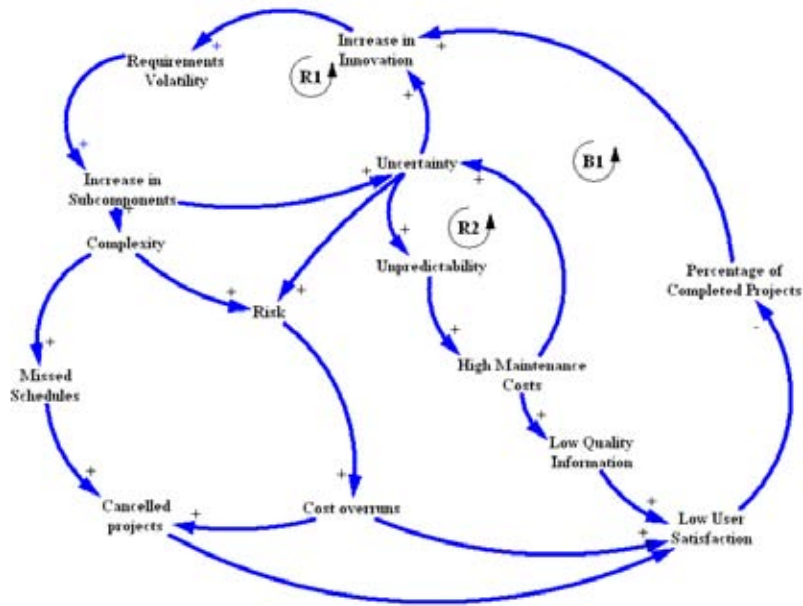 Increase in
Innovation
+
Requirements
Volatility
+
R1
+
+
Increase in
Subcomponents
+
Uncertainty
+
+
B1
+
Complexity
R2
+
Unpredictability
Percentage of
Completed Projects
-
+
Risk
+
+
Missed
Schedules
+
High Maintenance
Costs
+
Low Quality
Information
+
+
Cancelled
projects
+
Cost overruns
+
Low User
Satisfaction
+
+